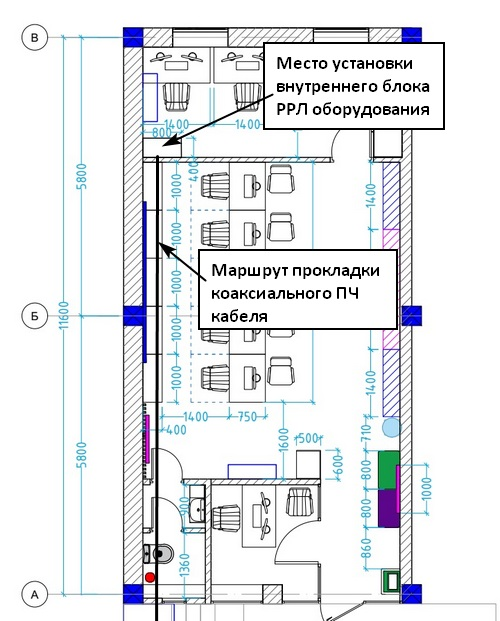 В
Место установки
внутреннего блока
РРЛ оборудования
1400
1400
800
400
5800
1000
1400
1000
Маршрут прокладки
коаксиального ПЧ
кабеля
Б
11600
1000
1000
1400
1400
750
400
710
1600
500
600
800
1000
5800
900
800
860
1360
А